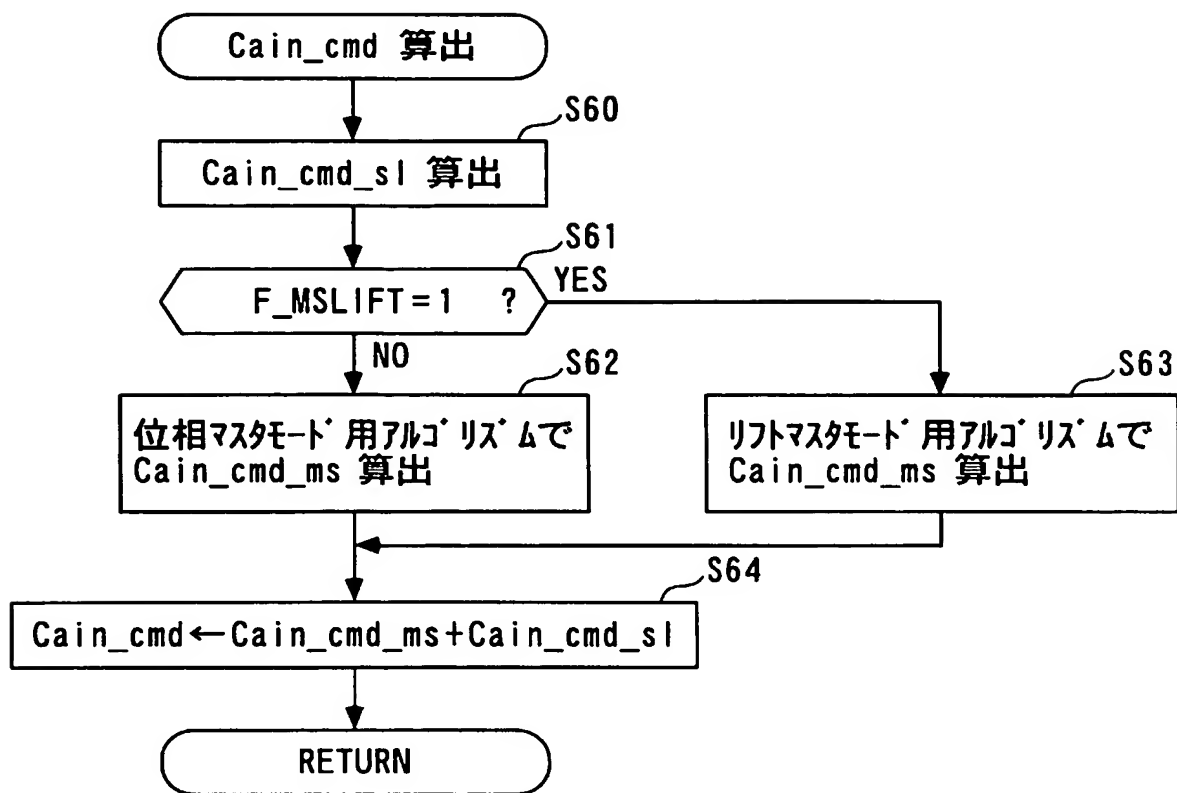 Cain_cmd 算出
S60
Cain_cmd_sl 算出
S61
F_MSLIFT=1 ?
YES
NO
S62
位相マスタモード用アルゴリズムで
Cain_cmd_ms 算出
S63
リフトマスタモード用アルゴリズムで
Cain_cmd_ms 算出
S64
Cain_cmd←Cain_cmd_ms+Cain_cmd_sl
RETURN